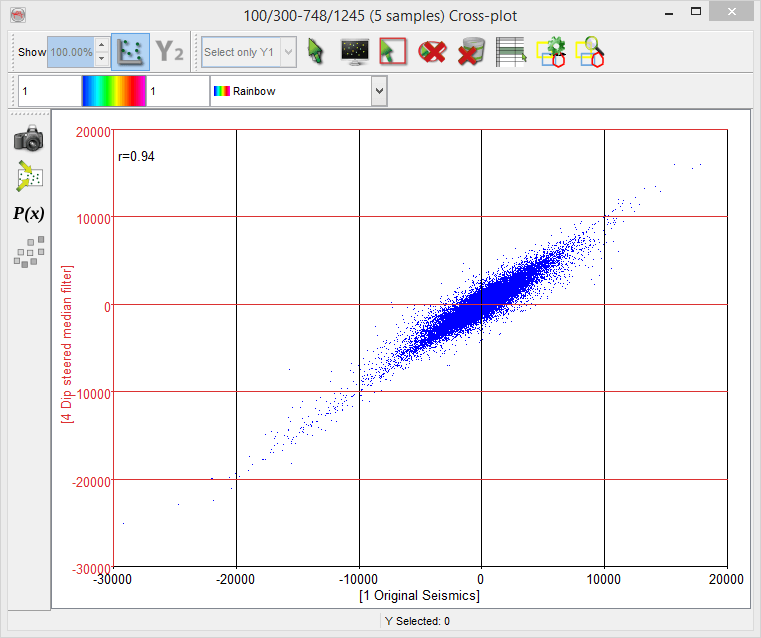 100/300-748/1245 (5 samples) Cross-plot
Show 100.00% Y2 Select only Y1
1 1 Rainbow
P(x)
r=0.94
20000
10000
0
-10000
-20000
-30000
[4 Dip steered median filter]
-30000 -20000 -10000 0 10000 20000
[1 Original Seismics]
Y Selected: 0